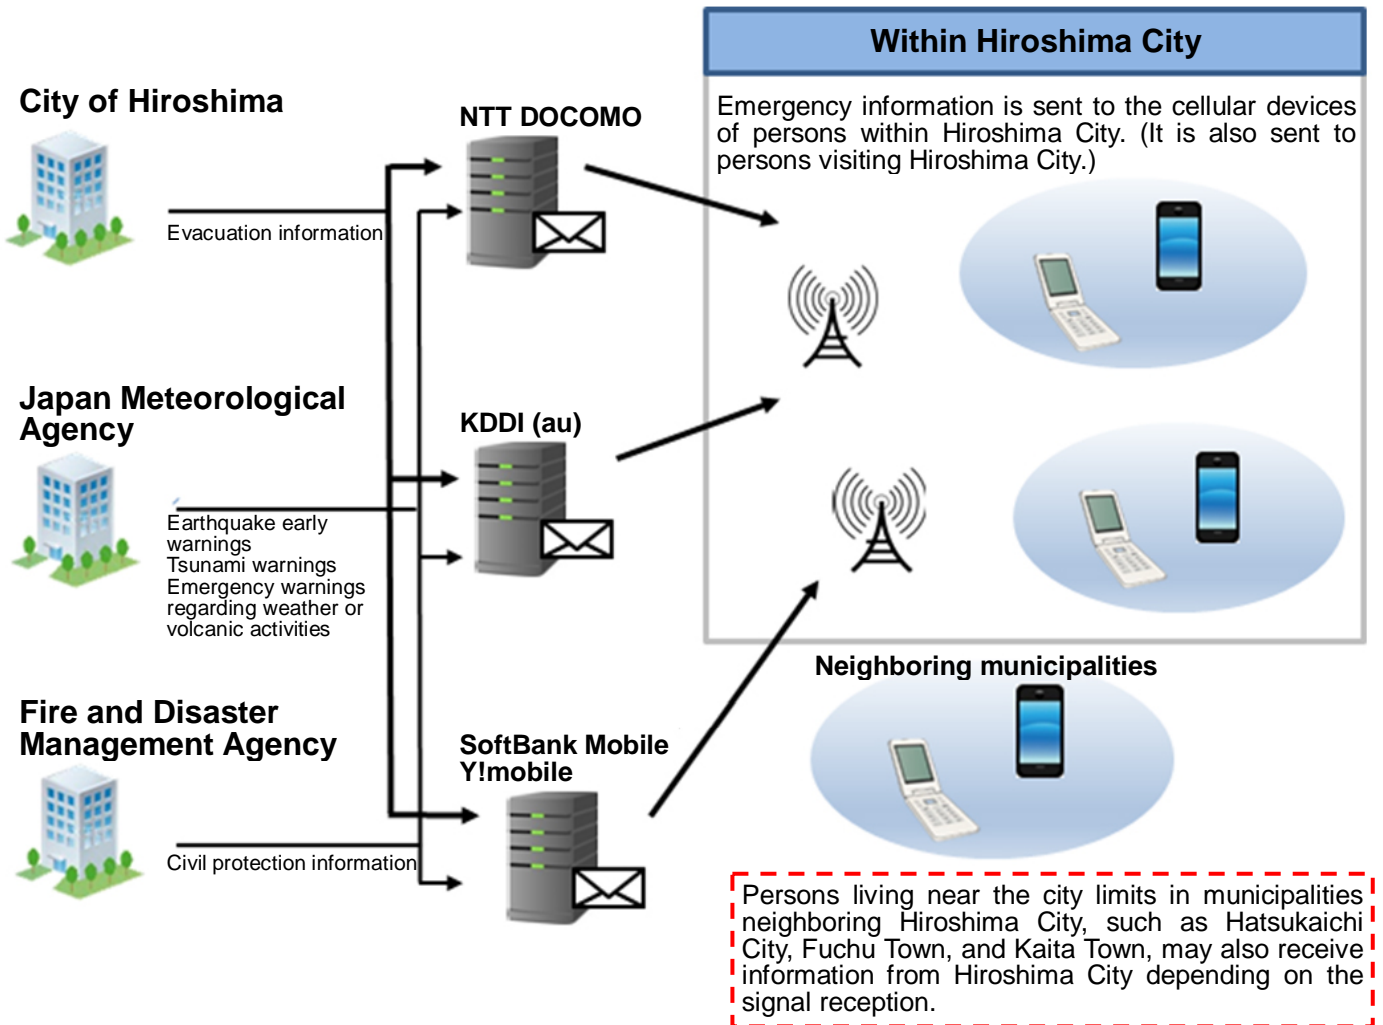 Within Hiroshima City
Emergency information is sent to the cellular devices
of persons within Hiroshima City. (It is also sent to
persons visiting Hiroshima City.)
City of Hiroshima
Evacuation information
NTT DOCOMO
Japan Meteorological
Agency
Earthquake early
warnings
Tsunami warnings
Emergency warnings
regarding weather or
volcanic activities
KDDI (au)
Fire and Disaster
Management Agency
Civil protection information
SoftBank Mobile
Y!mobile
Neighboring municipalities
Persons living near the city limits in municipalities
neighboring Hiroshima City, such as Hatsukaichi
City, Fuchu Town, and Kaita Town, may also receive
information from Hiroshima City depending on the
signal reception.